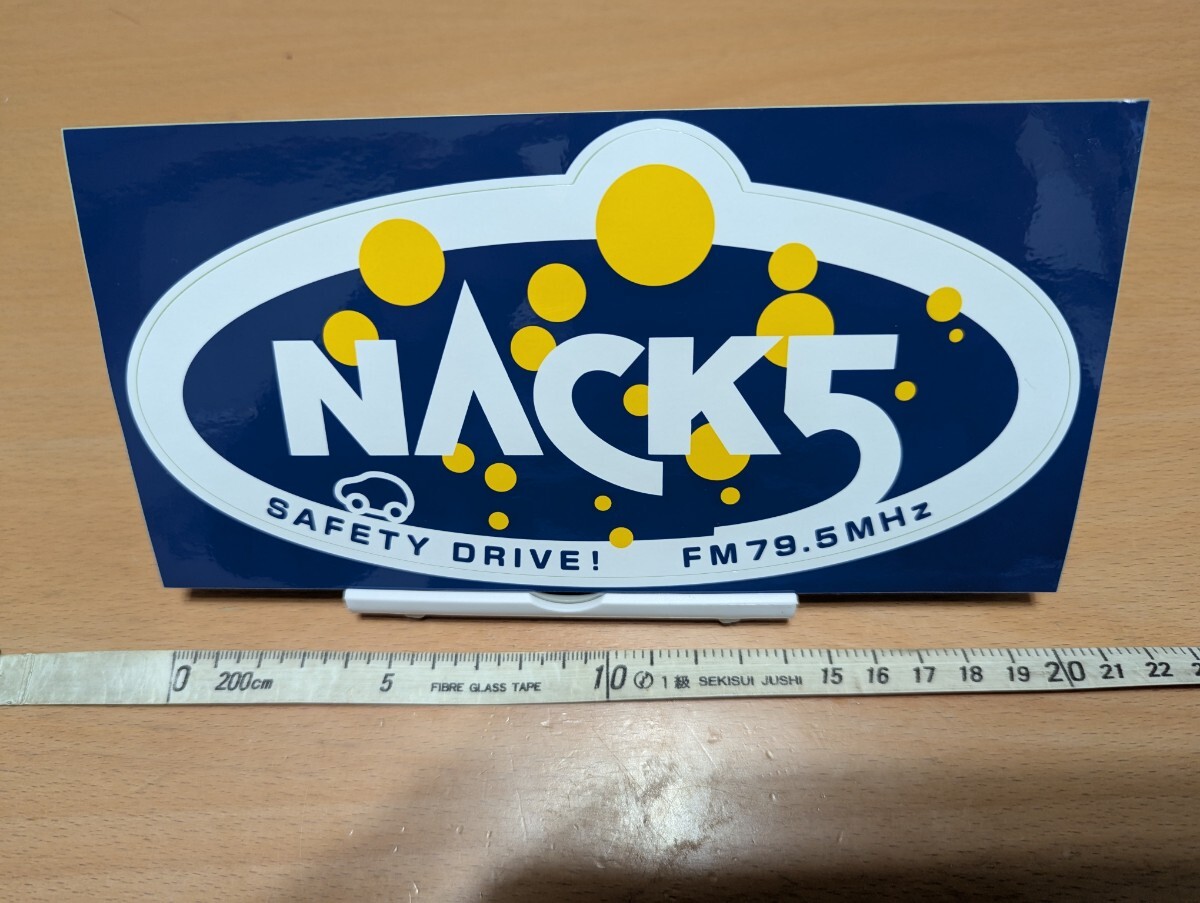 NACK5
SAFETY DRIVE! FM79.5MHz
0 200cm 5 FIBRE GLASS TAPE 10 1級 SEKISUI JUSHI 15 16 17 18 19 20 21 22